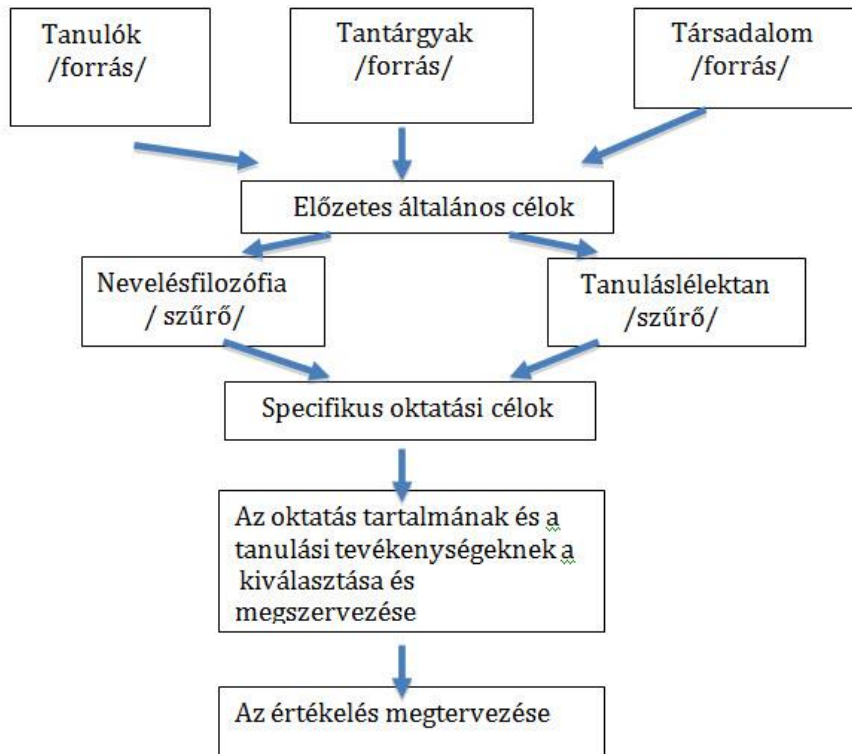 Tanulók
/forrás/
Tantárgyak
/forrás/
Társadalom
/forrás/
Előzetes általános célok
Nevelésfilozófia
/ szűrő/
Tanuláslélektan
/szűrő/
Specifikus oktatási célok
Az oktatás tartalmának és a
tanulási tevékenységeknek a
kiválasztása és
megszervezése
Az értékelés megtervezése